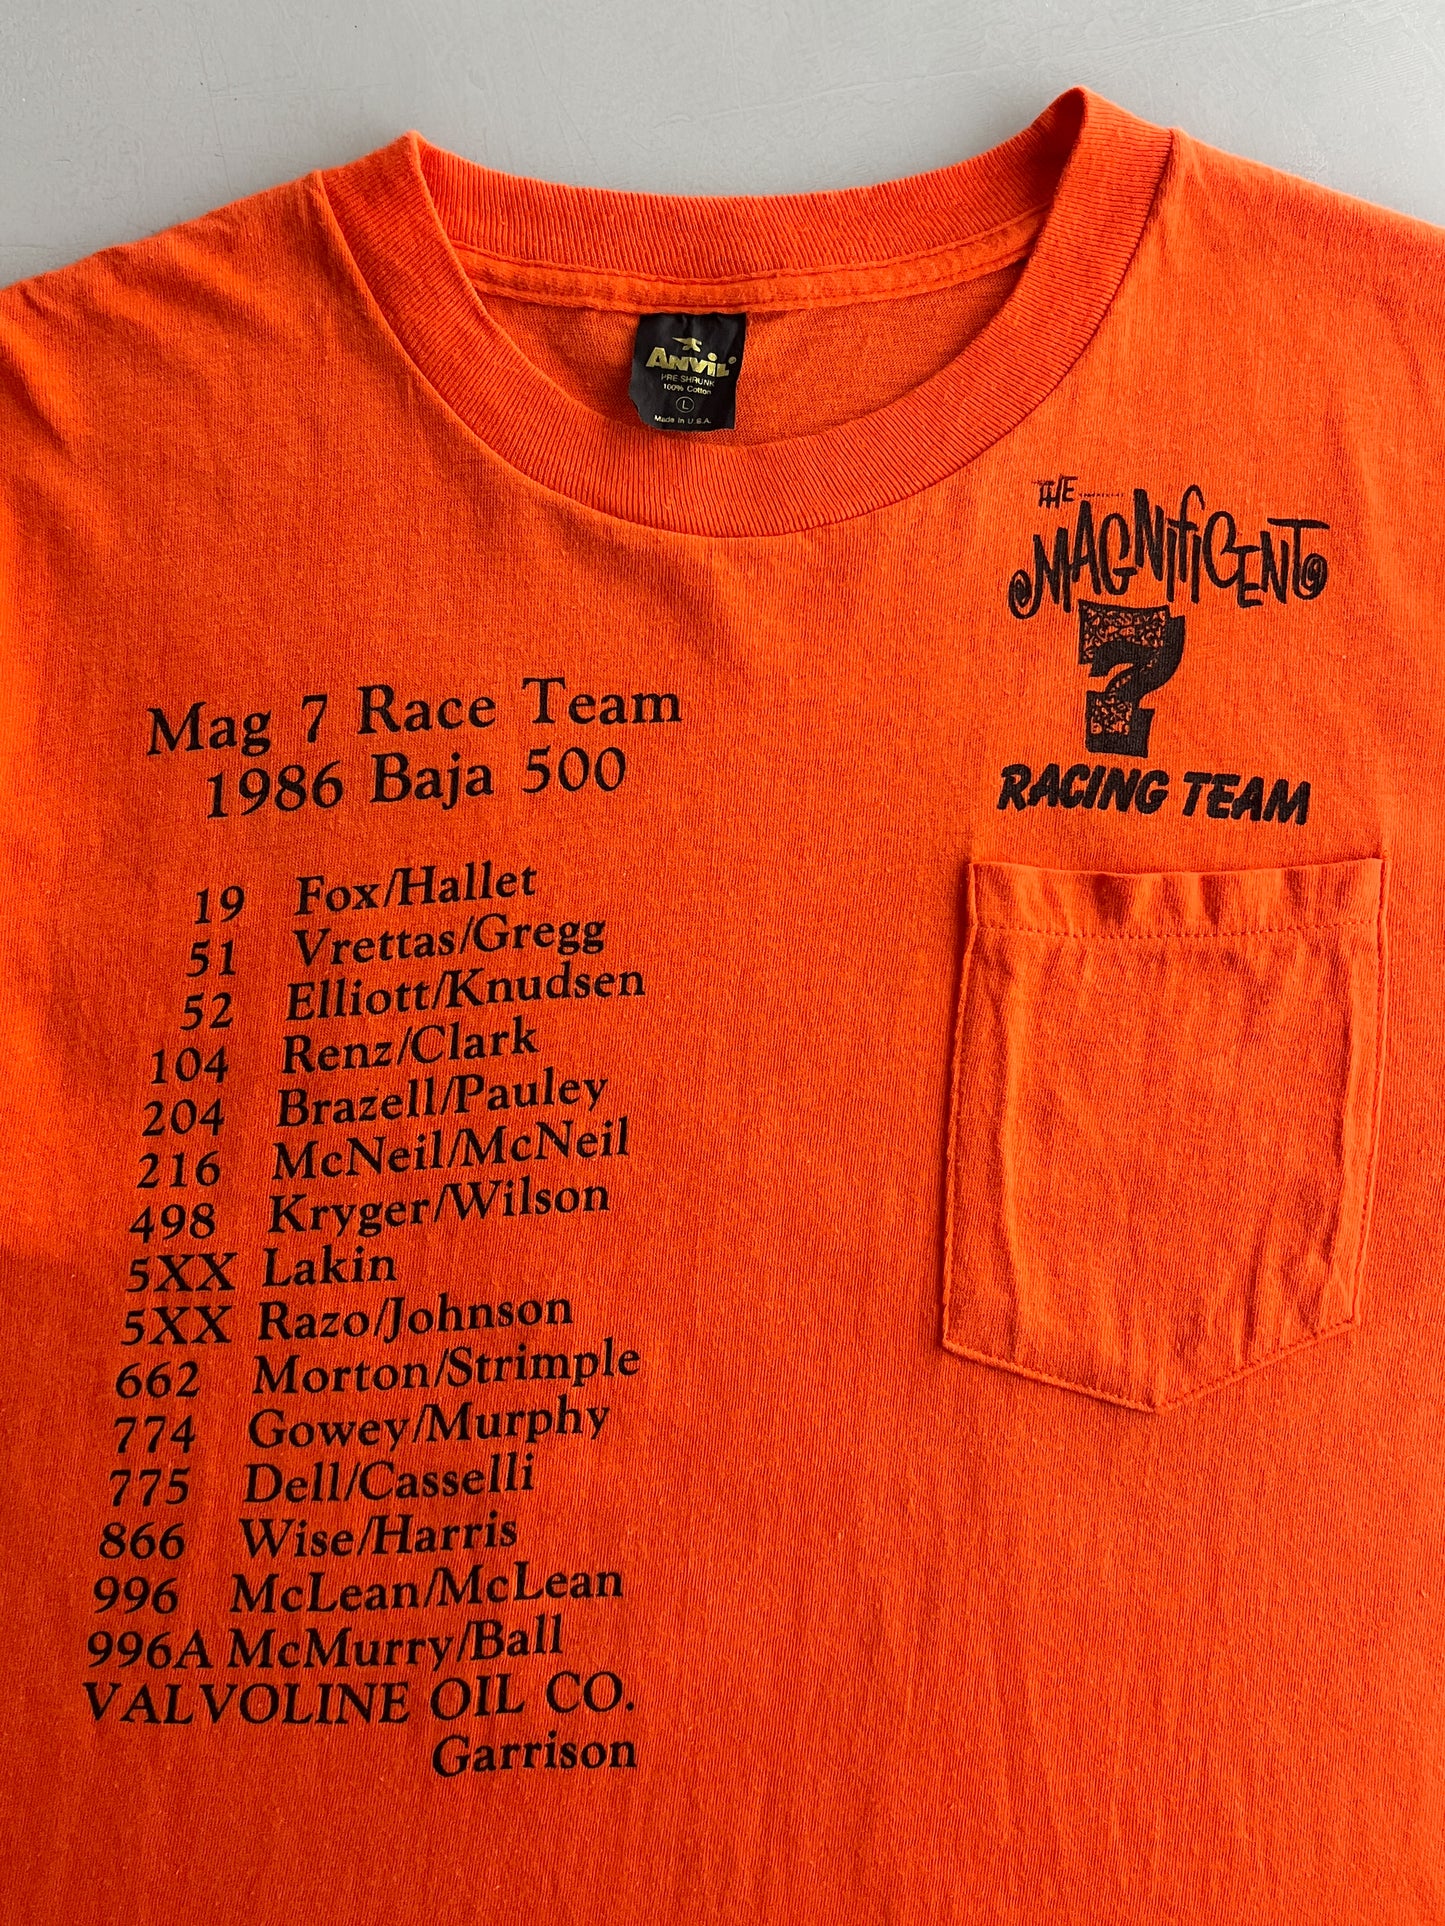 ANVIL®
PRE SHRUNK
100% Cotton
L
Made in U.S.A.
THE
MAGNIFICENT
7
RACING TEAM
Mag 7 Race Team
1986 Baja 500
19 Fox/Hallet
51 Vrettas/Gregg
52 Elliott/Knudsen
104 Renz/Clark
204 Brazell/Pauley
216 McNeil/McNeil
498 Kryger/Wilson
5XX Lakin
5XX Razo/Johnson
662 Morton/Strimple
774 Gowey/Murphy
775 Dell/Casselli
866 Wise/Harris
996 McLean/McLean
996A McMurry/Ball
VALVOLINE OIL CO.
Garrison